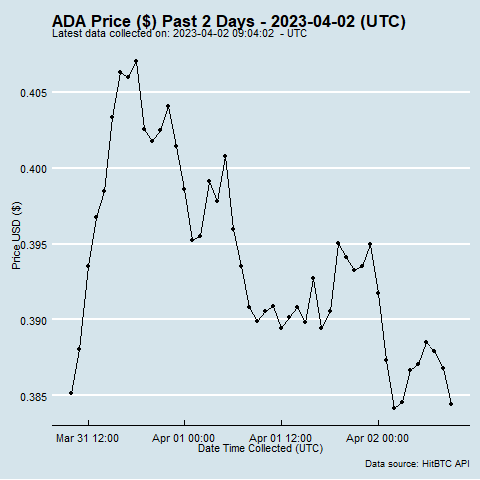 ADA Price ($) Past 2 Days - 2023-04-02 (UTC)
Latest data collected on: 2023-04-02 09:04:02 - UTC
Price USD ($)
0.405
0.400
0.395
0.390
0.385
Mar 31 12:00
Apr 01 00:00
Apr 01 12:00
Apr 02 00:00
Date Time Collected (UTC)
Data source: HitBTC API